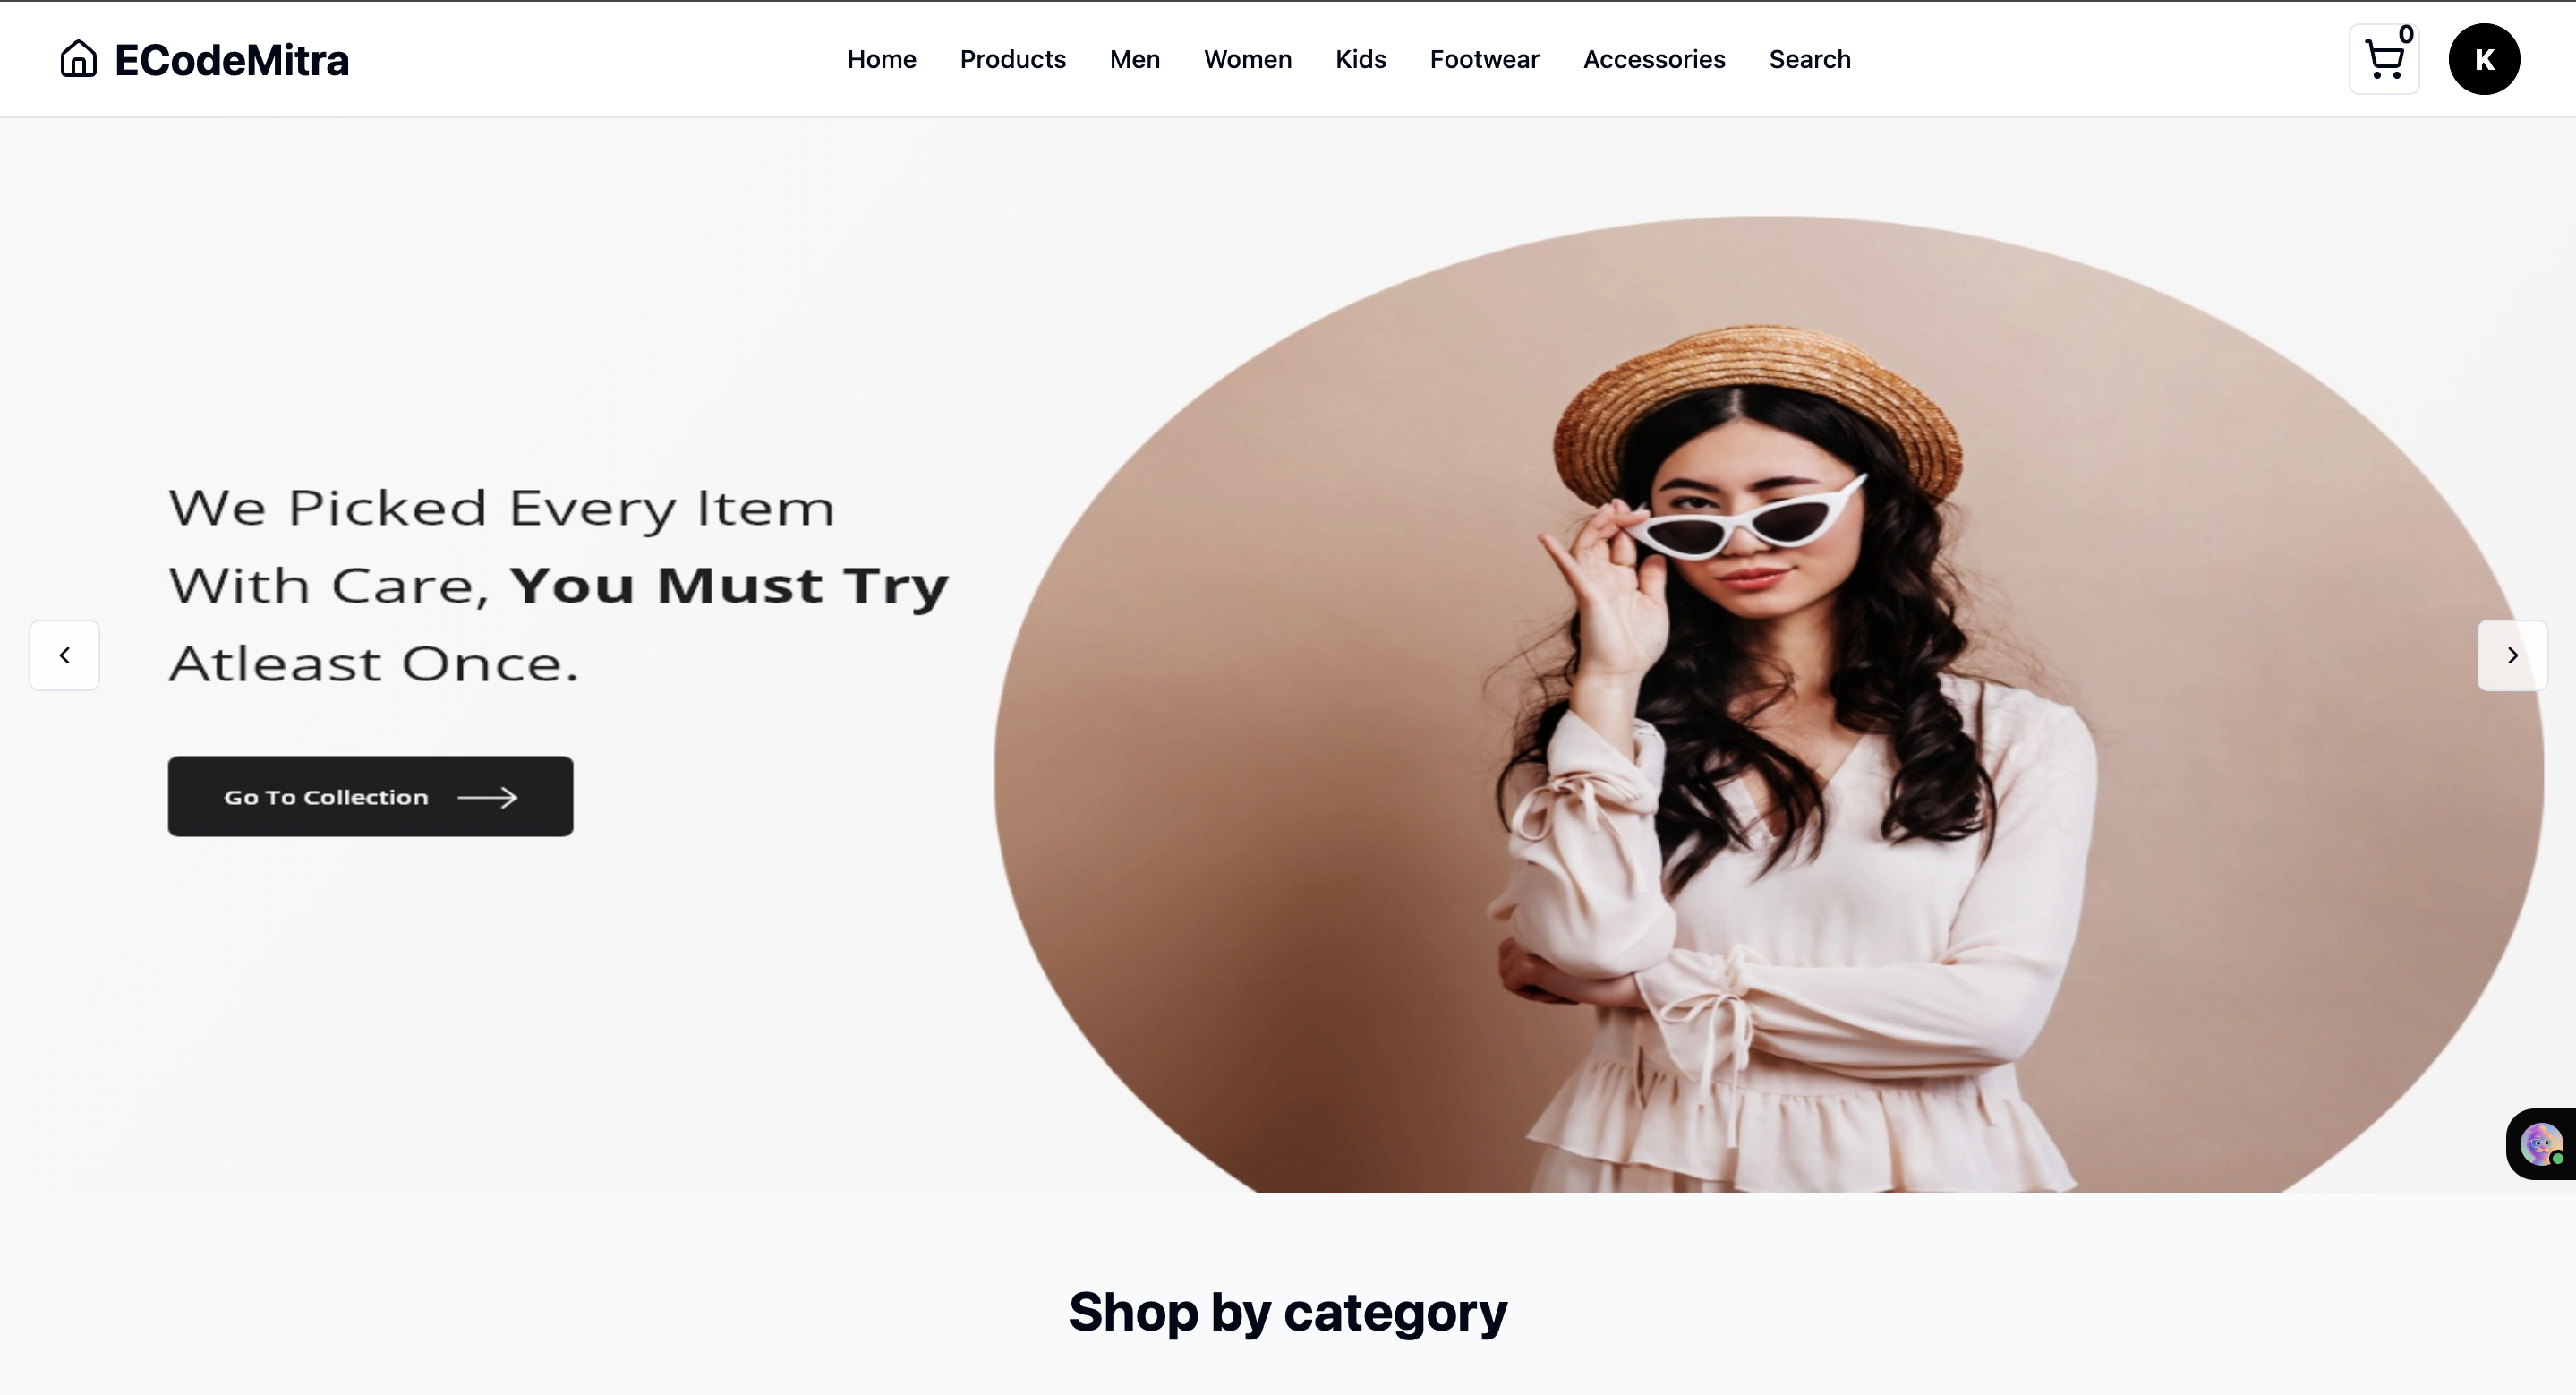 ECodeMitra
Home Products Men Women Kids Footwear Accessories Search
0
K
We Picked Every Item
With Care, You Must Try
Atleast Once.
Go To Collection
Shop by category